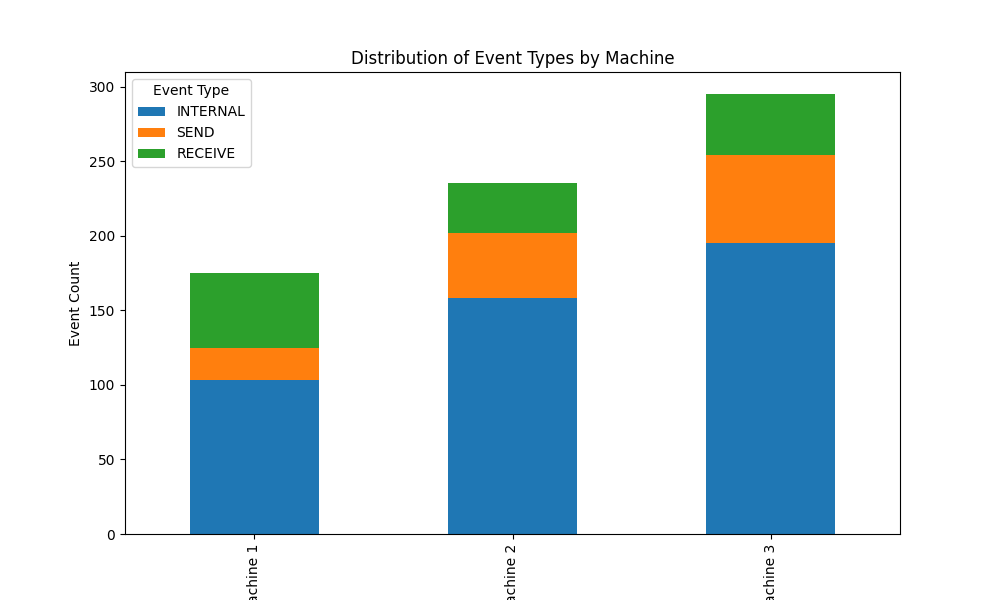 Distribution of Event Types by Machine
Event Type
INTERNAL
SEND
RECEIVE
Event Count
300
250
200
150
100
50
0
achine 1
achine 2
achine 3